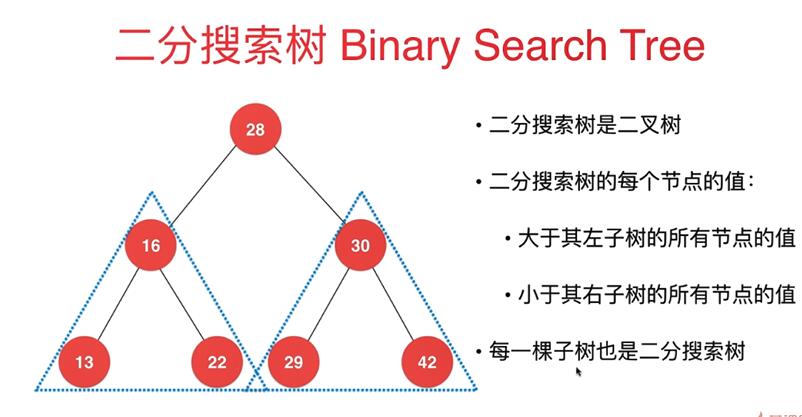 二分搜索树 Binary Search Tree
28
16
30
13
22
29
42
• 二分搜索树是二叉树
• 二分搜索树的每个节点的值：
• 大于其左子树的所有节点的值
• 小于其右子树的所有节点的值
• 每一棵子树也是二分搜索树